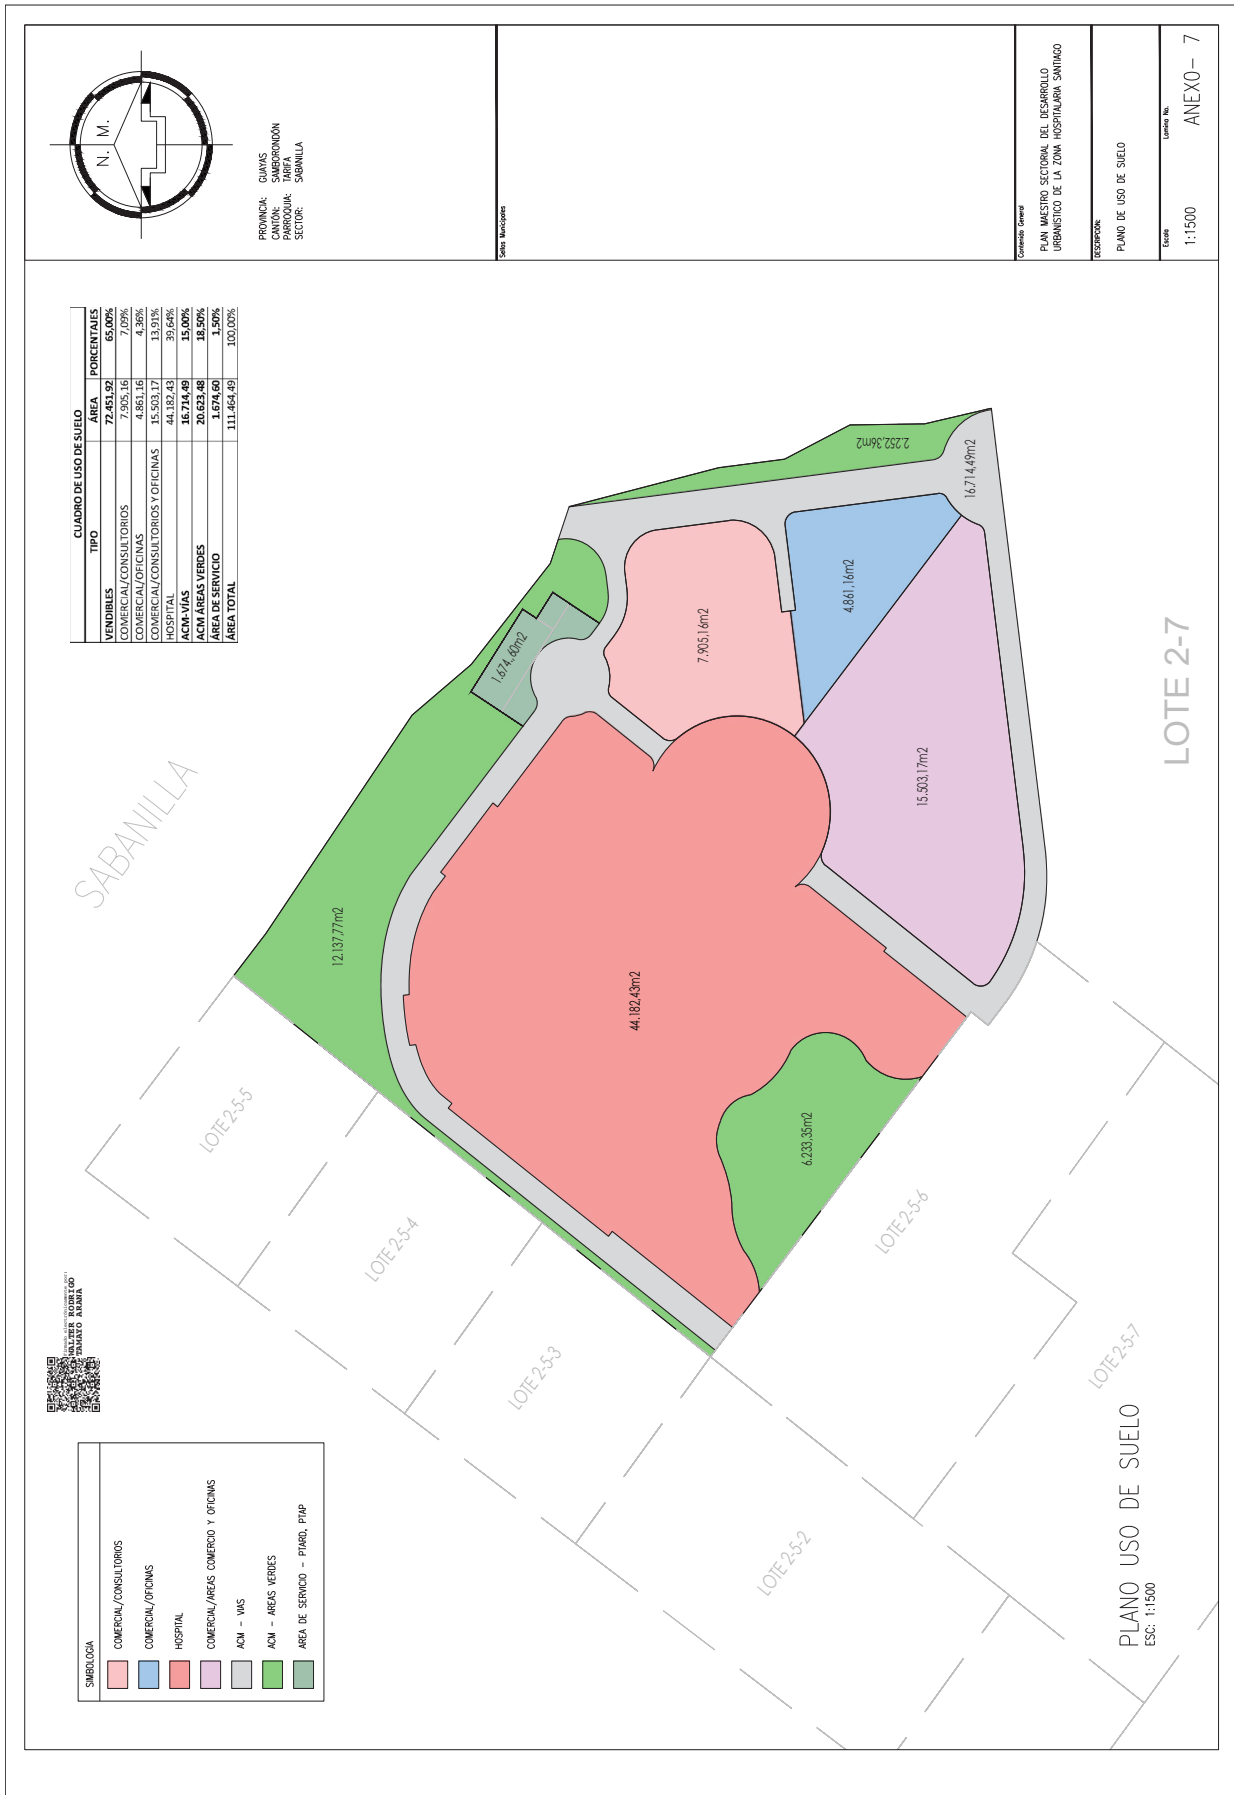 N. M.
PROVINCIA: GUAYAS
CANTÓN: SAMBORONDÓN
PARROQUIA: TARIFA
SECTOR: SABANILLA
Sellos Municipales
Contenido General
PLAN MAESTRO SECTORIAL DEL DESARROLLO
URBANÍSTICO DE LA ZONA HOSPITALARIA SANTIAGO
DESCRIPCIÓN:
PLANO DE USO DE SUELO
Escala
1:1500
Lamina No.
ANEXO- 7
CUADRO DE USO DE SUELO
TIPO ÁREA PORCENTAJES
VENDIBLES 72.451,92 65,00%
COMERCIAL/CONSULTORIOS 7.905,16 7,09%
COMERCIAL/OFICINAS 4.861,16 4,36%
COMERCIAL/CONSULTORIOS Y OFICINAS 15.503,17 13,91%
HOSPITAL 44.182,43 39,64%
ACM-VÍAS 16.714,49 15,00%
ACM ÁREAS VERDES 20.623,48 18,50%
ÁREA DE SERVICIO 1.674,60 1,50%
ÁREA TOTAL 111.464,49 100,00%
SABANILLA
2.252,36m2
16.714,49m2
1.674,60m2
7.905,16m2
4.861,16m2
15.503,17m2
12.137,77m2
44.182,43m2
6.233,35m2
LOTE 2-7
LOTE 2-5-5
LOTE 2-5-4
LOTE 2-5-3
LOTE 2-5-6
LOTE 2-5-7
LOTE 2-5-2
Firmado electrónicamente por:
WALTER RODRIGO
TAMAYO ARANA
SIMBOLOGIA
COMERCIAL/CONSULTORIOS
COMERCIAL/OFICINAS
HOSPITAL
COMERCIAL/AREAS COMERCIO Y OFICINAS
ACM - VIAS
ACM - AREAS VERDES
AREA DE SERVICIO - PTARD, PTAP
PLANO USO DE SUELO
ESC: 1:1500